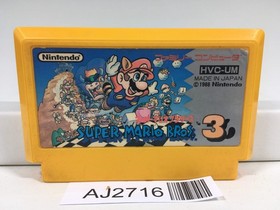 Nintendo
HVC-UM
MADE IN JAPAN
© 1988 Nintendo
SUPER MARIO BROS. 3
AJ2716